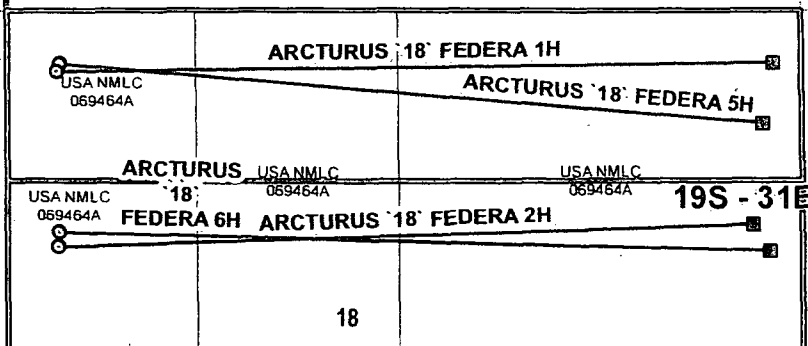 ARCTURUS `18` FEDERA 1H
USA NMLC
069464A
ARCTURUS `18` FEDERA 5H
ARCTURUS
18
FEDERA 6H
USA NMLC
069464A
USA NMLC
069464A
19S - 31E
USA NMLC
069464A
ARCTURUS `18` FEDERA 2H
18